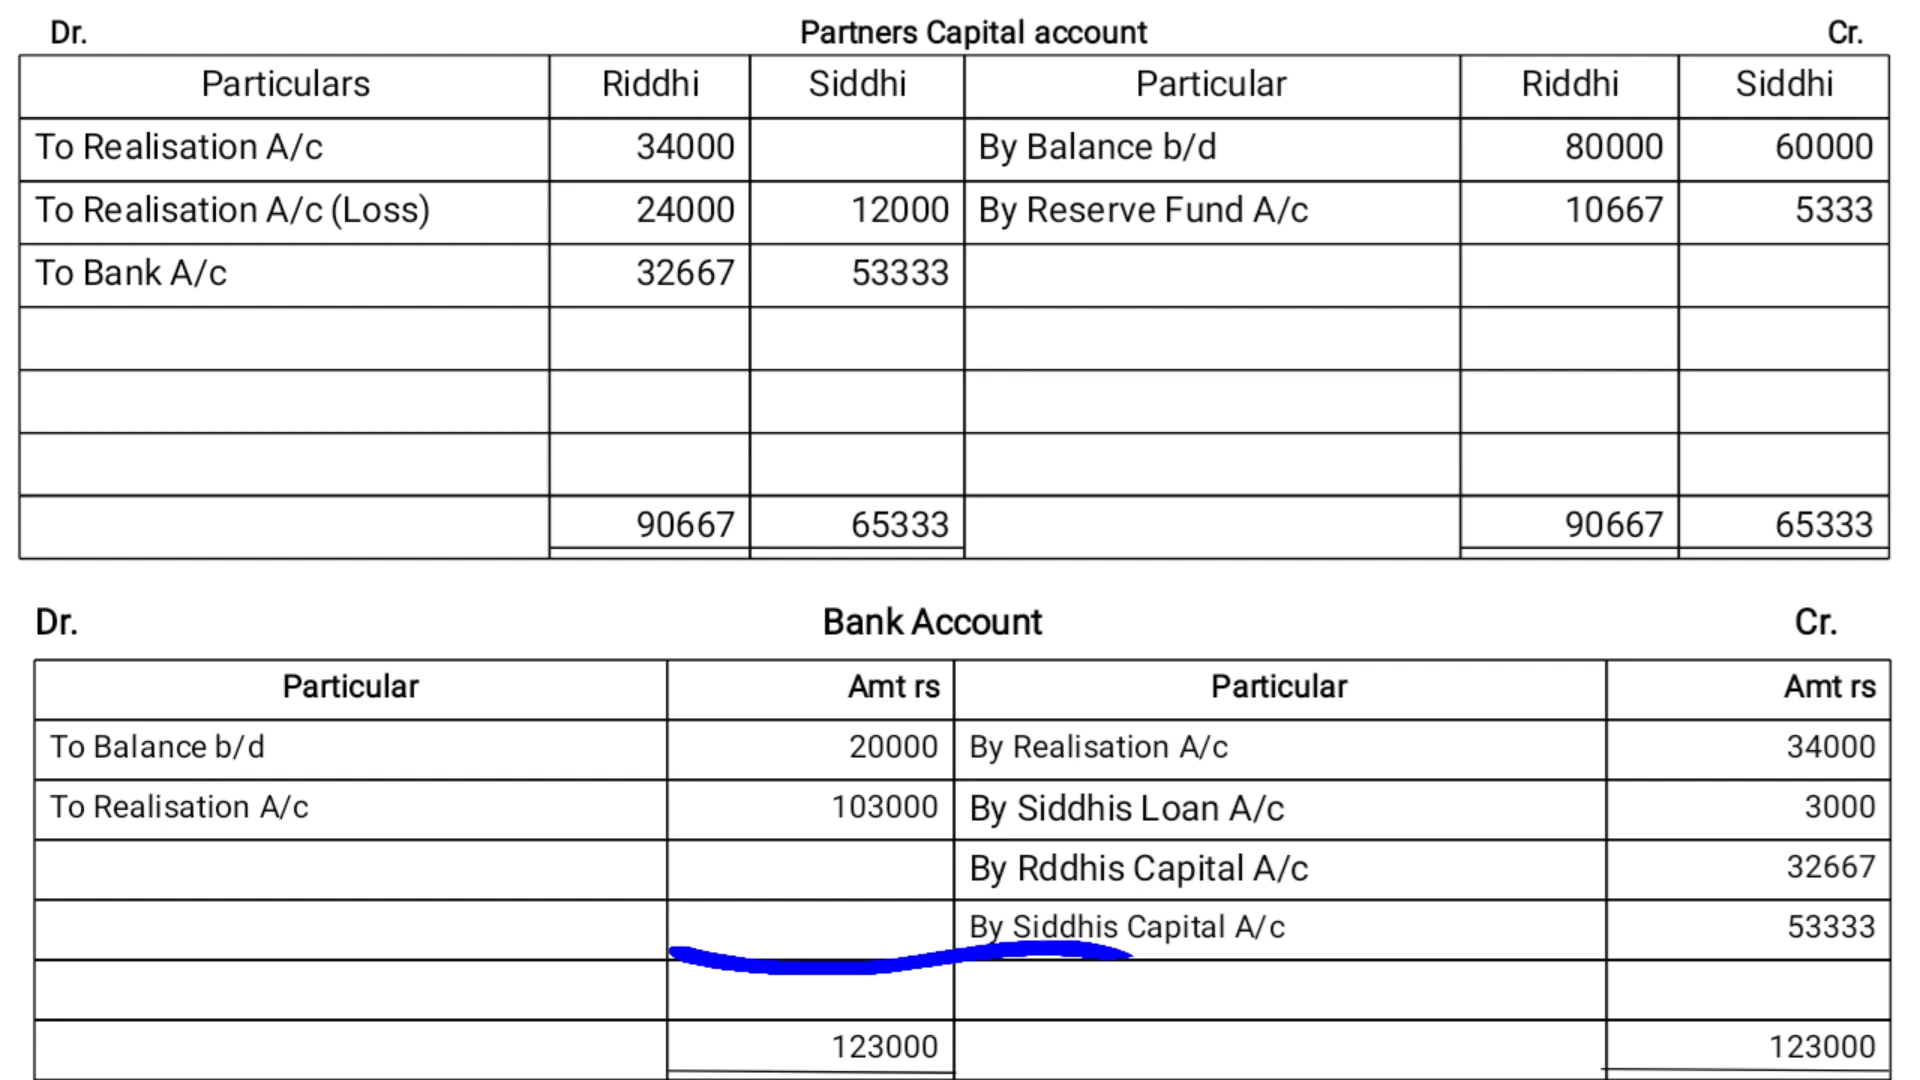 Dr. Partners Capital account Cr.
Particulars Riddhi Siddhi Particular Riddhi Siddhi
To Realisation A/c 34000 By Balance b/d 80000 60000
To Realisation A/c (Loss) 24000 12000 By Reserve Fund A/c 10667 5333
To Bank A/c 32667 53333
90667 65333 90667 65333
Dr. Bank Account Cr.
Particular Amt rs Particular Amt rs
To Balance b/d 20000 By Realisation A/c 34000
To Realisation A/c 103000 By Siddhis Loan A/c 3000
By Rddhis Capital A/c 32667
By Siddhis Capital A/c 53333
123000 123000